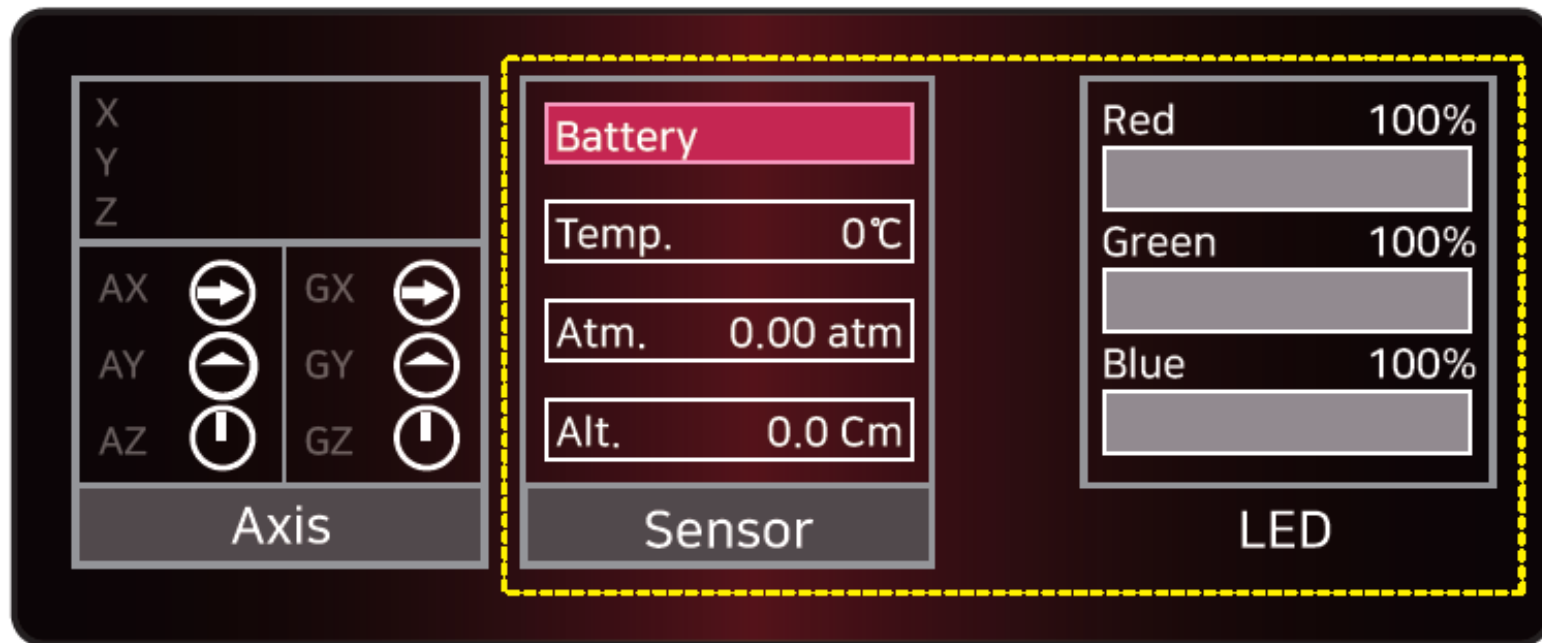 X
Y
Z
AX
GX
AY
GY
AZ
GZ
Axis
Battery
Temp. 0℃
Atm. 0.00 atm
Alt. 0.0 Cm
Sensor
Red 100%
Green 100%
Blue 100%
LED